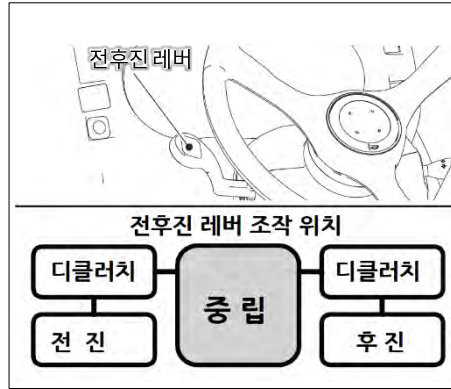 전후진 레버
전후진 레버 조작 위치
디클러치
디클러치
중 립
전 진
후 진